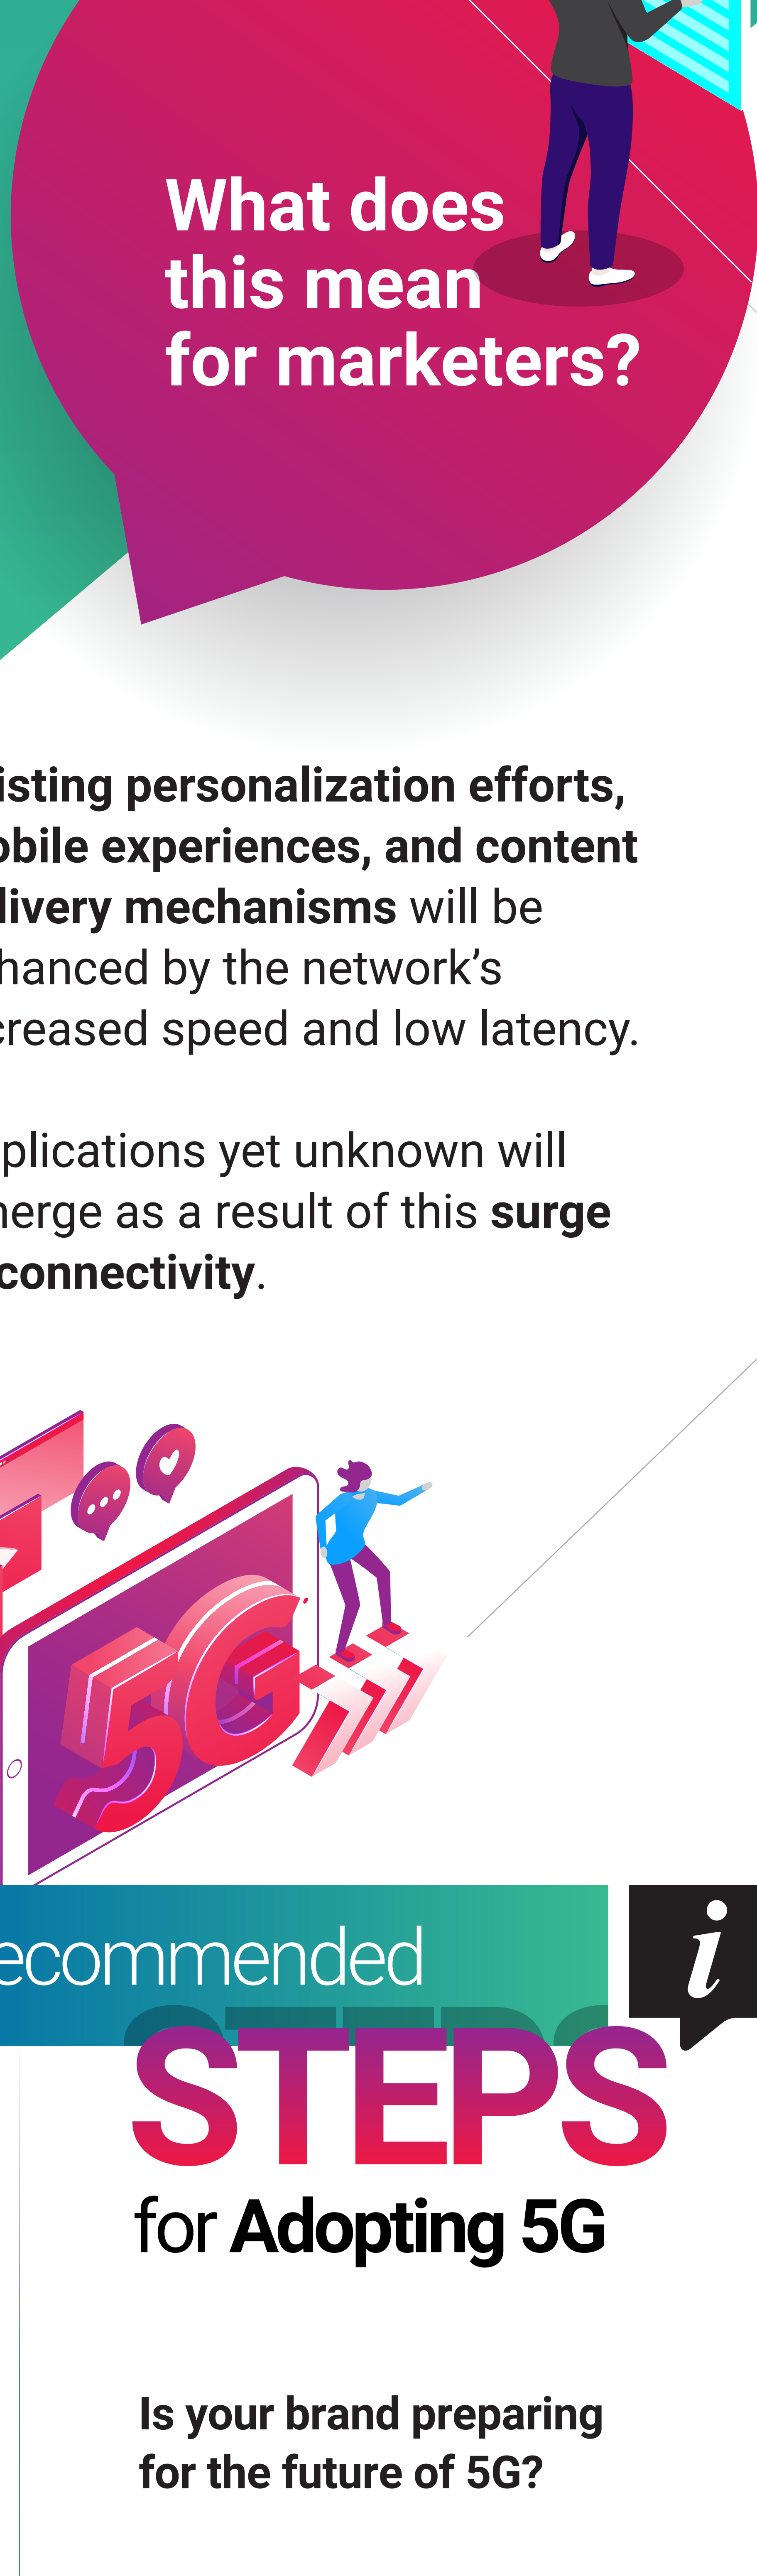 What does
this mean
for marketers?
isting personalization efforts,
obile experiences, and content
livery mechanisms will be
hanced by the network’s
creased speed and low latency.
plications yet unknown will
nerge as a result of this surge
connectivity.
5G
i
ecommended
STEPS
for Adopting 5G
Is your brand preparing
for the future of 5G?